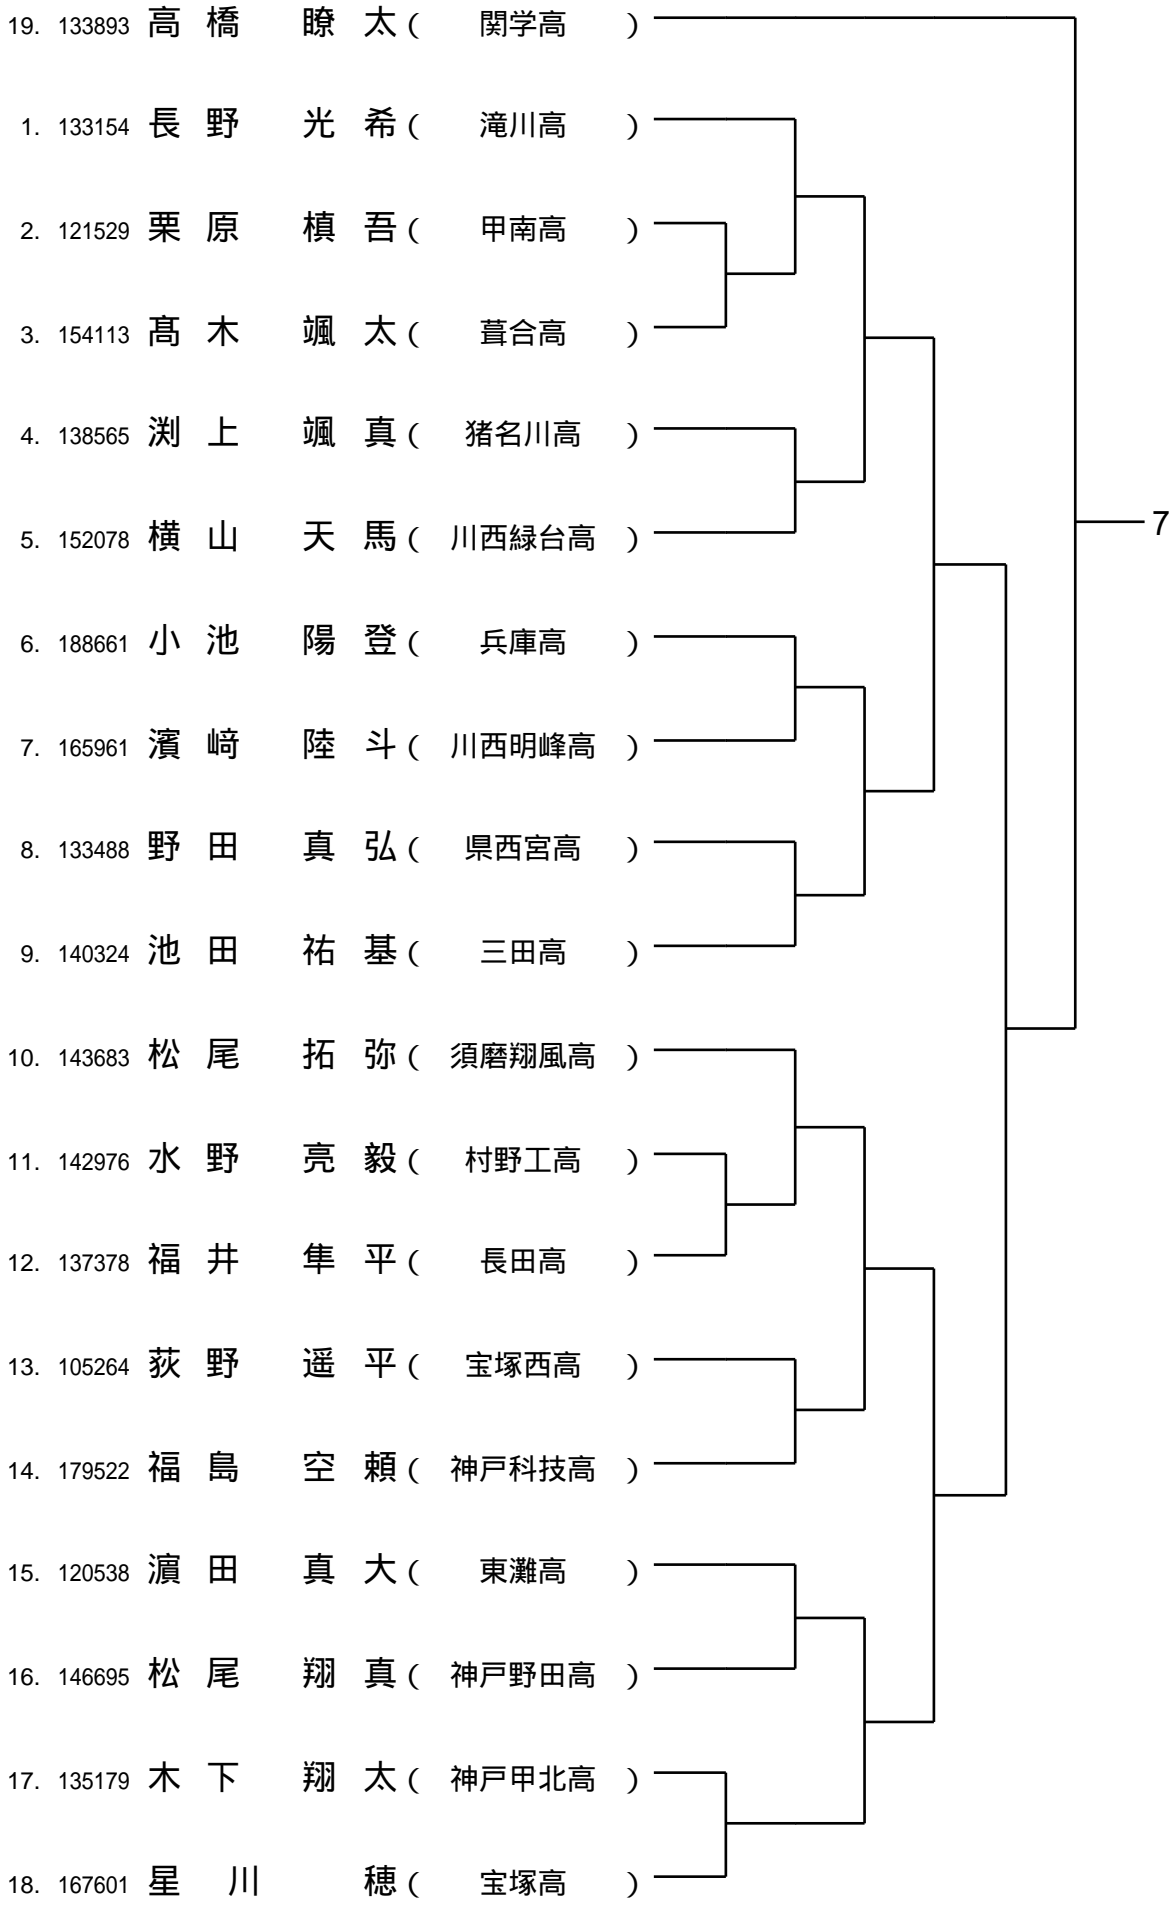 19. 133893 高橋 瞭太 ( 関学高 )
1. 133154 長野 光希 ( 滝川高 )
2. 121529 栗原 槙吾 ( 甲南高 )
3. 154113 髙木 颯太 ( 葺合高 )
4. 138565 渕上 颯真 ( 猪名川高 )
5. 152078 横山 天馬 ( 川西緑台高 )
7
6. 188661 小池 陽登 ( 兵庫高 )
7. 165961 濱﨑 陸斗 ( 川西明峰高 )
8. 133488 野田 真弘 ( 県西宮高 )
9. 140324 池田 祐基 ( 三田高 )
10. 143683 松尾 拓弥 ( 須磨翔風高 )
11. 142976 水野 亮毅 ( 村野工高 )
12. 137378 福井 隼平 ( 長田高 )
13. 105264 荻野 遥平 ( 宝塚西高 )
14. 179522 福島 空頼 ( 神戸科技高 )
15. 120538 濵田 真大 ( 東灘高 )
16. 146695 松尾 翔真 ( 神戸野田高 )
17. 135179 木下 翔太 ( 神戸甲北高 )
18. 167601 星川 穂 ( 宝塚高 )